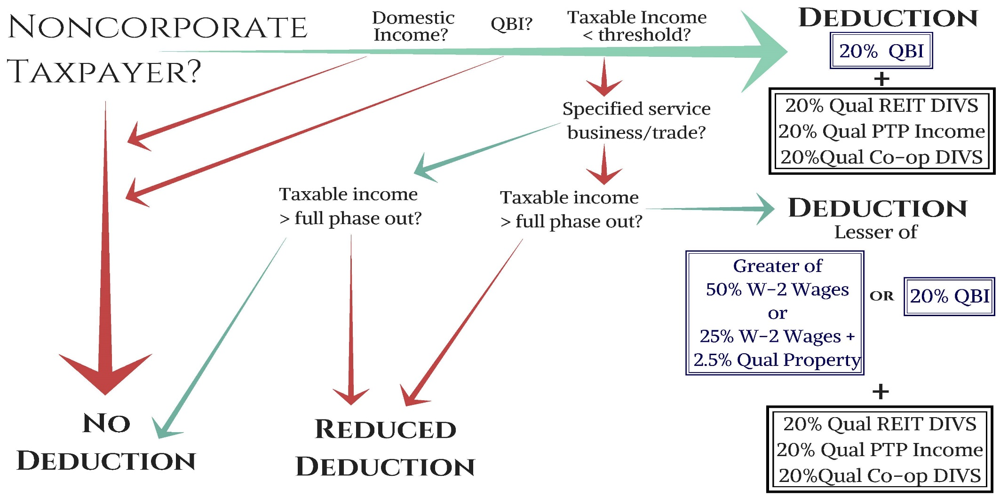 NONCORPORATE
TAXPAYER?
Domestic
Income?
QBI?
Taxable Income
< threshold?
DEDUCTION
20% QBI
+
20% Qual REIT DIVS
20% Qual PTP Income
20%Qual Co-op DIVS
Specified service
business/trade?
Taxable income
> full phase out?
Taxable income
> full phase out?
DEDUCTION
Lesser of
Greater of
50% W-2 Wages
or
25% W-2 Wages +
2.5% Qual Property
OR
20% QBI
+
20% Qual REIT DIVS
20% Qual PTP Income
20%Qual Co-op DIVS
NO
DEDUCTION
REDUCED
DEDUCTION